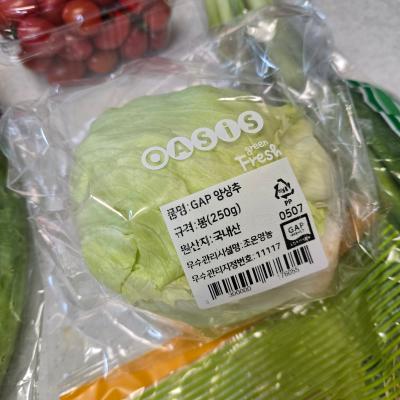 OASIS
green
Fresh
품명:GAP 양상추
규격:봉(250g)
원산지:국내산
우수관리시설명:조은영농
우수관리지정번호:11117
PP
0507
GAP